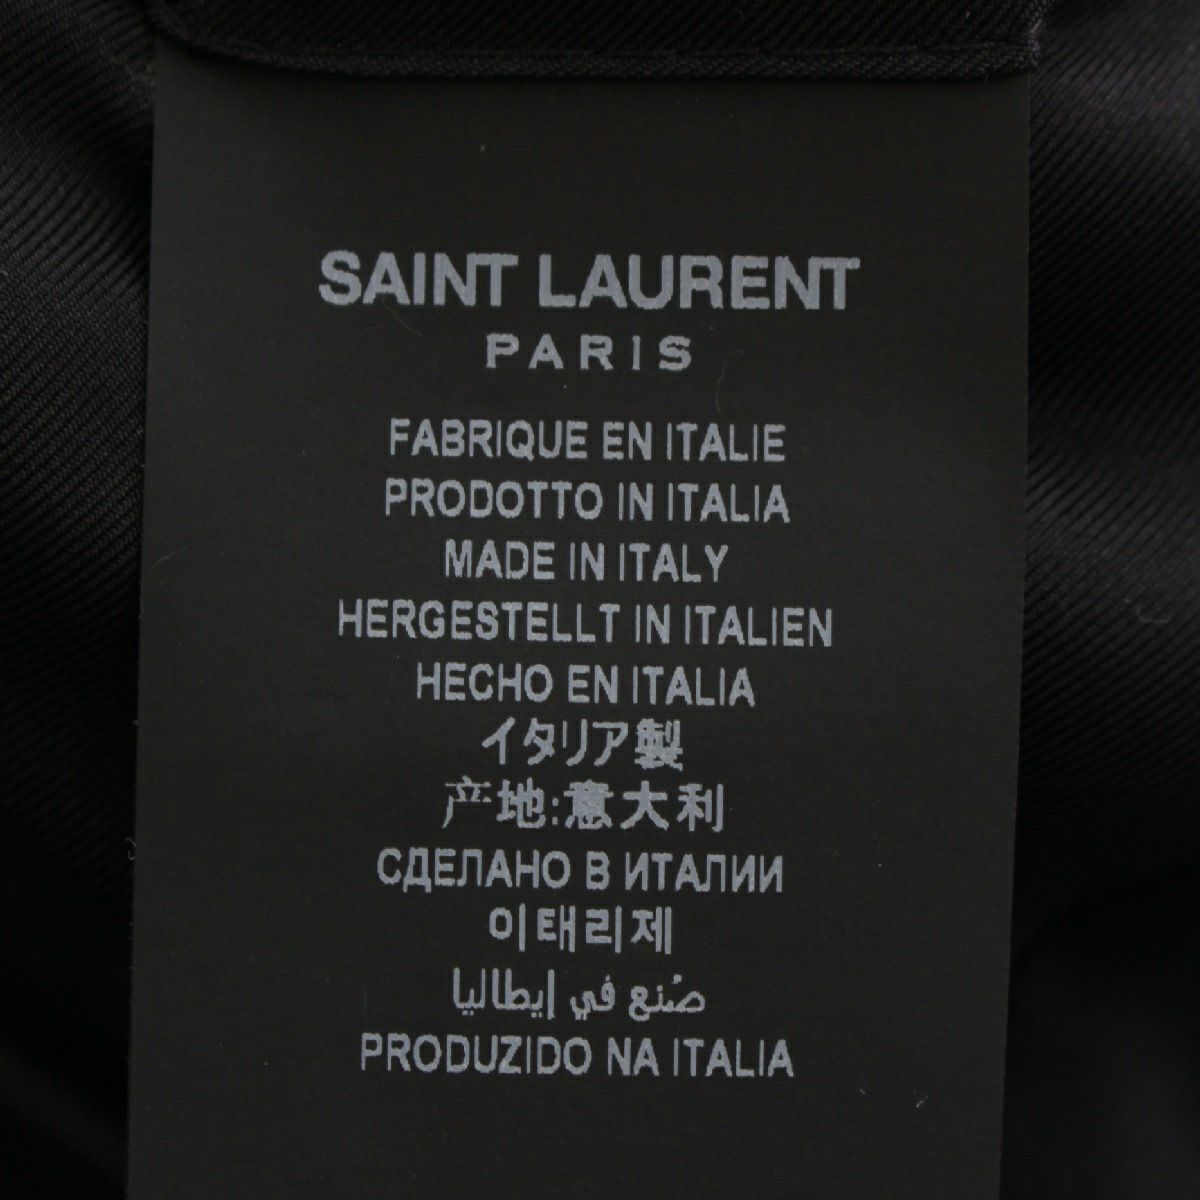 SAINT LAURENT
PARIS
FABRIQUE EN ITALIE
PRODOTTO IN ITALIA
MADE IN ITALY
HERGESTELLT IN ITALIEN
HECHO EN ITALIA
イタリア製
产地:意大利
СДЕЛАНО В ИТАЛИИ
이태리제
صُنع في إيطاليا
PRODUZIDO NA ITALIA